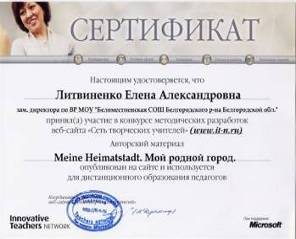 СЕРТИФИКАТ
Настоящим удостоверяется, что
Литвиненко Елена Александровна
зам. директора по ВР МОУ "Беломестненская СОШ Белгородского р-на Белгородской обл."
принял(а) участие в конкурсе методических разработок
веб-сайта «Сеть творческих учителей» (www.it-n.ru)
Авторский материал
Meine Heimatstadt. Мой родной город.
опубликован на сайте и используется
для дистанционного образования педагогов
Innovative
Teachers NETWORK
При поддержке
Microsoft